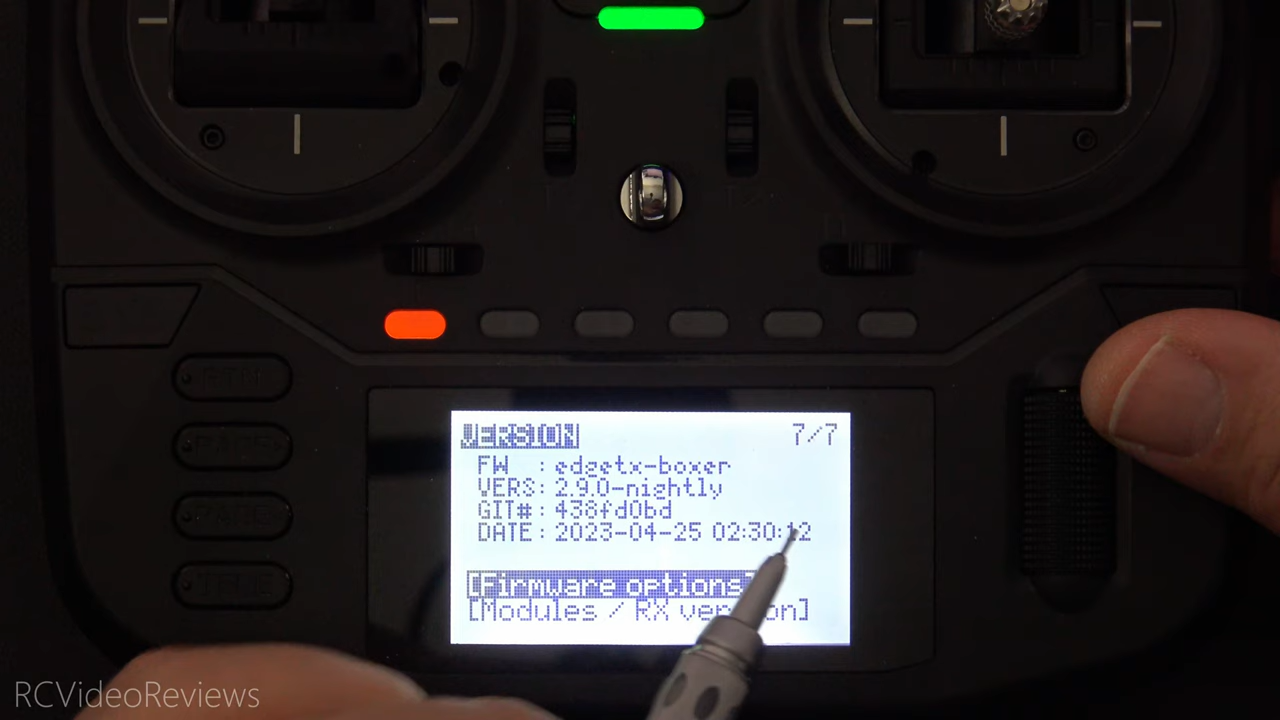 VERSION 7/7
FW : edgetx-boxer
VERS: 2.9.0-nightly
GIT#: 438fd0bd
DATE: 2023-04-25 02:30:12
[Firmware options]
[Modules / RX version]
RCVideoReviews